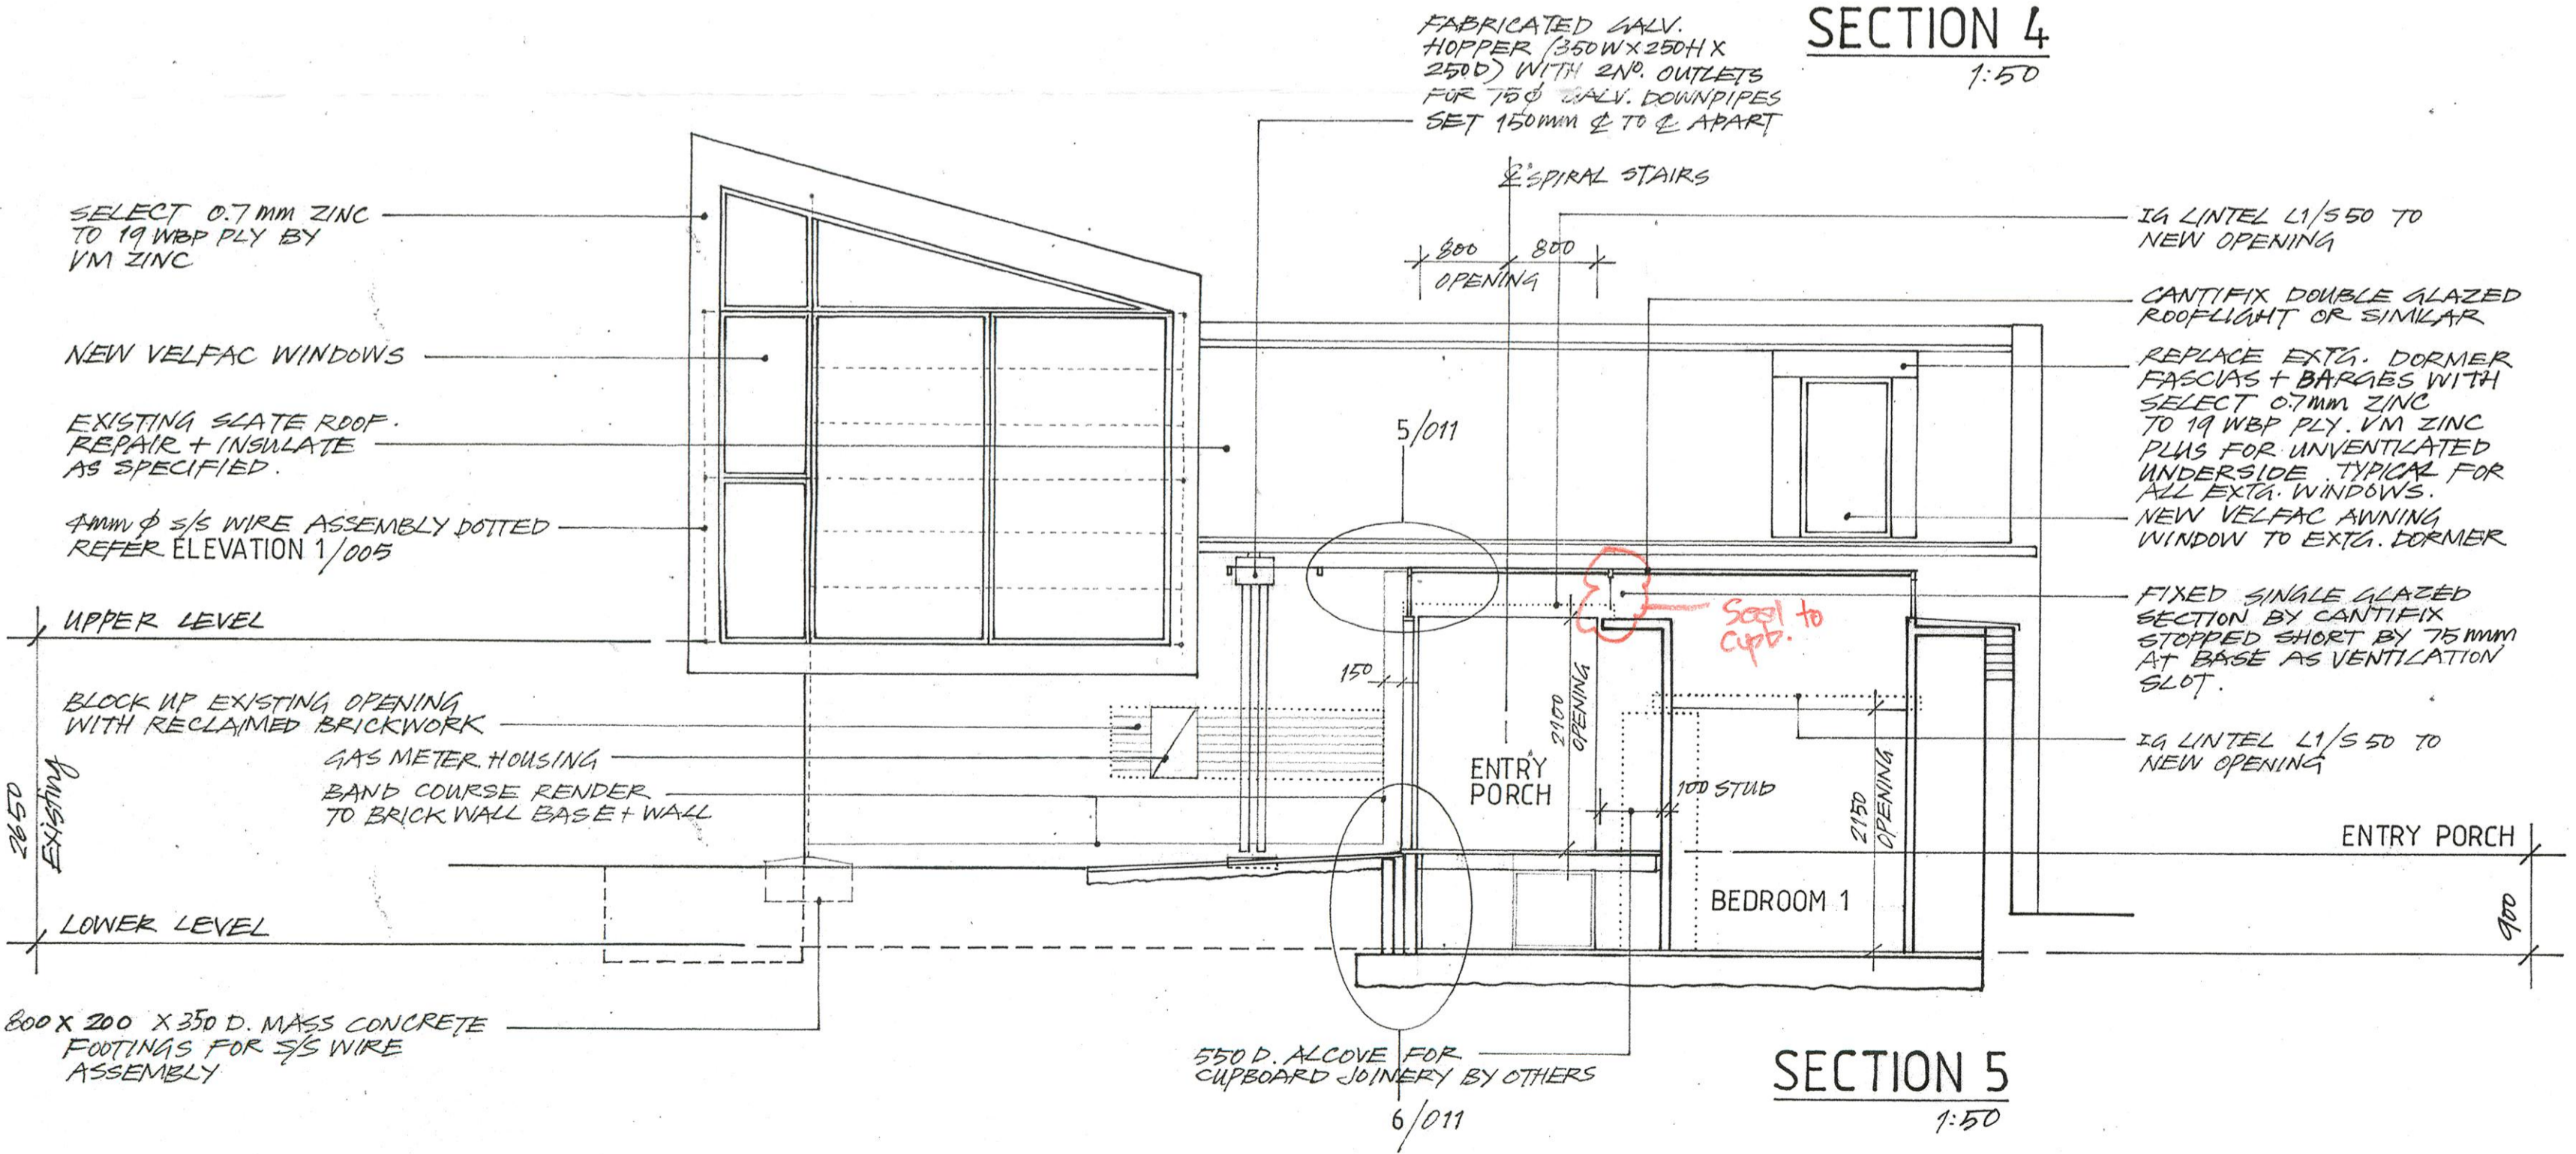 SECTION 4
1:50
FABRICATED GALV.
HOPPER (350W X 250H X
250D) WITH 2NO. OUTLETS
FOR 75φ GALV. DOWNPIPES
SET 150mm ℄ TO ℄ APART
℄ SPIRAL STAIRS
800 800
OPENING
SELECT 0.7mm ZINC
TO 19 WBP PLY BY
VM ZINC
NEW VELFAC WINDOWS
EXISTING SLATE ROOF.
REPAIR + INSULATE
AS SPECIFIED.
4mm φ S/S WIRE ASSEMBLY DOTTED
REFER ELEVATION 1/005
UPPER LEVEL
BLOCK UP EXISTING OPENING
WITH RECLAIMED BRICKWORK
GAS METER HOUSING
BAND COURSE RENDER
TO BRICK WALL BASE + WALL
2650
EXISTING
LOWER LEVEL
800 X 200 X 350 D. MASS CONCRETE
FOOTINGS FOR S/S WIRE
ASSEMBLY
5/011
150
2100
OPENING
ENTRY
PORCH
Seal to
cupb.
100 STUD
2150
OPENING
BEDROOM 1
550 D. ALCOVE FOR
CUPBOARD JOINERY BY OTHERS
6/011
IG LINTEL L1/S 50 TO
NEW OPENING
CANTIFIX DOUBLE GLAZED
ROOFLIGHT OR SIMILAR
REPLACE EXTG. DORMER
FASCIAS + BARGES WITH
SELECT 0.7mm ZINC
TO 19 WBP PLY. VM ZINC
PLUS FOR UNVENTILATED
UNDERSIDE. TYPICAL FOR
ALL EXTG. WINDOWS.
NEW VELFAC AWNING
WINDOW TO EXTG. DORMER
FIXED SINGLE GLAZED
SECTION BY CANTIFIX
STOPPED SHORT BY 75mm
AT BASE AS VENTILATION
SLOT.
IG LINTEL L1/S 50 TO
NEW OPENING
ENTRY PORCH
900
SECTION 5
1:50